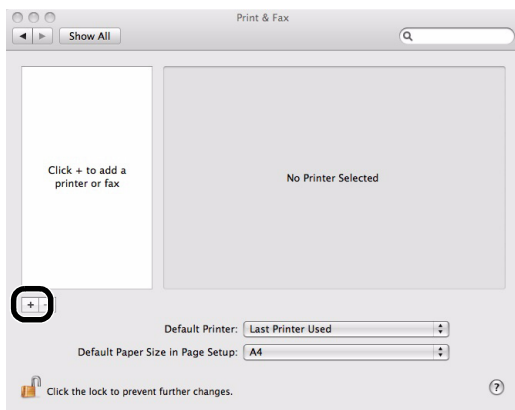 Print & Fax
Show All
Click + to add a
printer or fax
No Printer Selected
+ -
Default Printer: Last Printer Used
Default Paper Size in Page Setup: A4
Click the lock to prevent further changes.
?